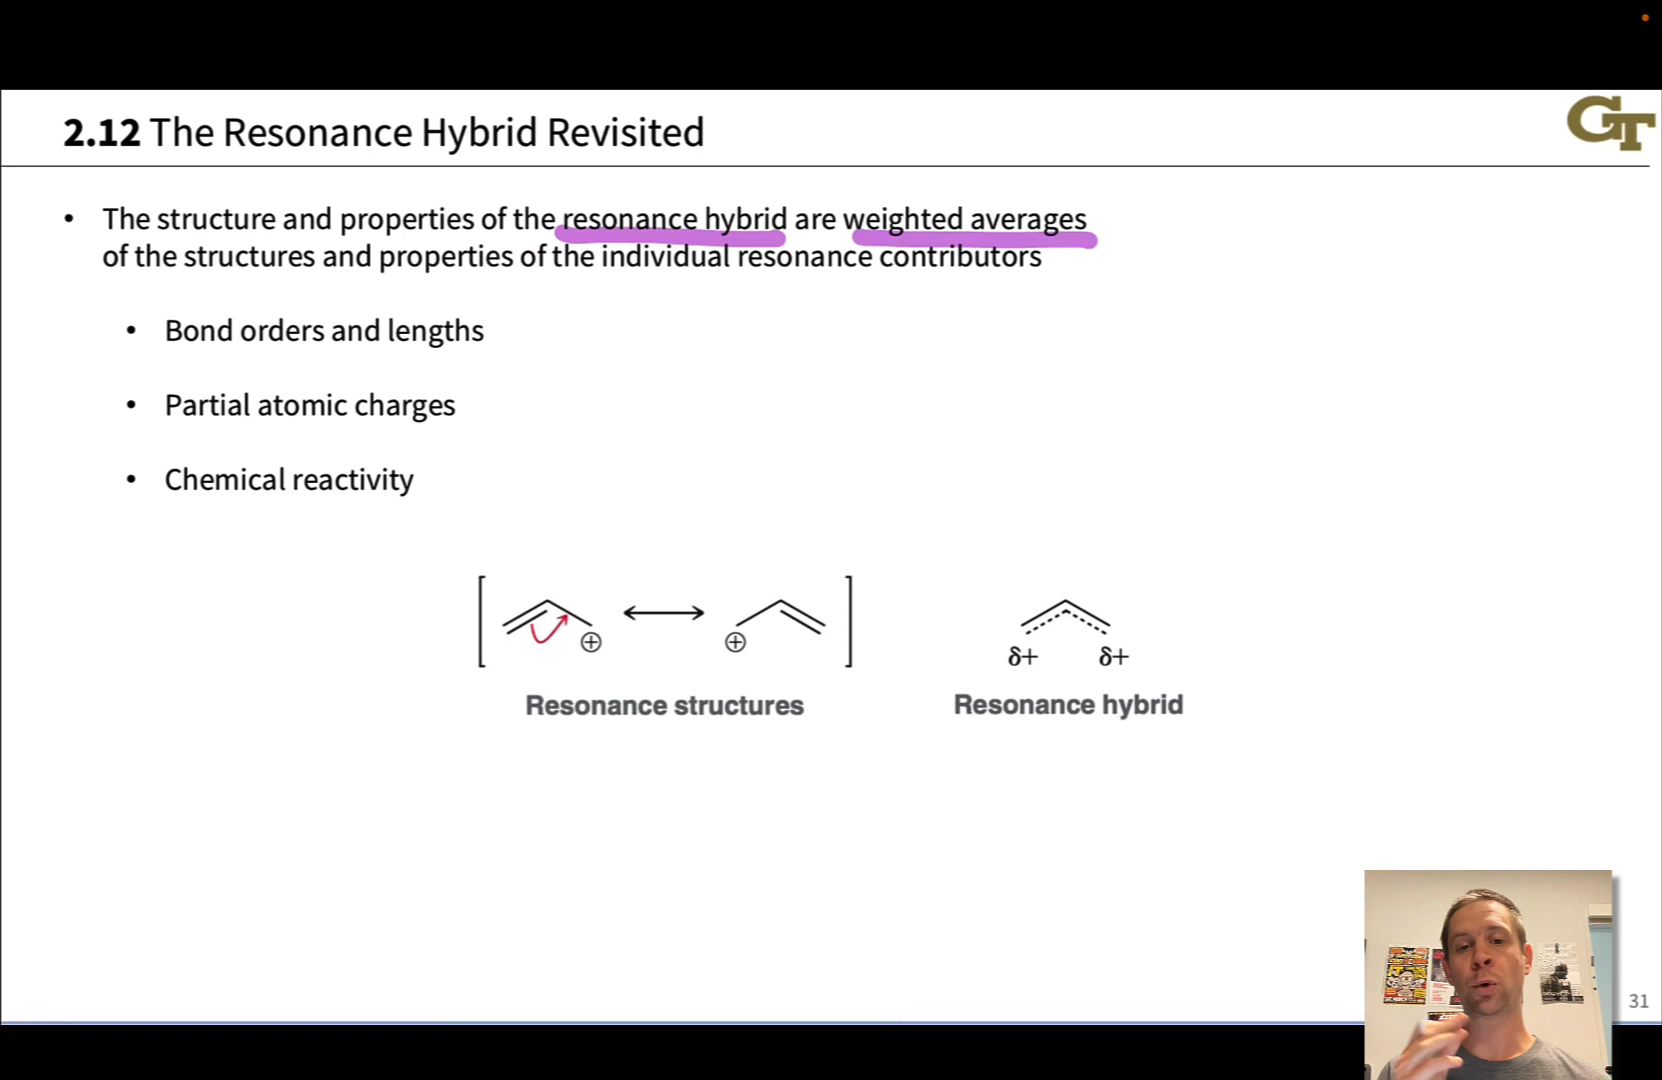 GT
2.12 The Resonance Hybrid Revisited
• The structure and properties of the resonance hybrid are weighted averages
of the structures and properties of the individual resonance contributors
• Bond orders and lengths
• Partial atomic charges
• Chemical reactivity
⊕ ⊕
δ+ δ+
Resonance structures
Resonance hybrid
31